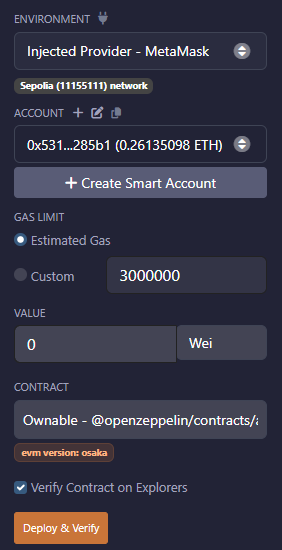 ENVIRONMENT
Injected Provider - MetaMask
Sepolia (11155111) network
ACCOUNT
0x531...285b1 (0.26135098 ETH)
Create Smart Account
GAS LIMIT
Estimated Gas
Custom 3000000
VALUE
0 Wei
CONTRACT
Ownable - @openzeppelin/contracts/a
evm version: osaka
Verify Contract on Explorers
Deploy & Verify